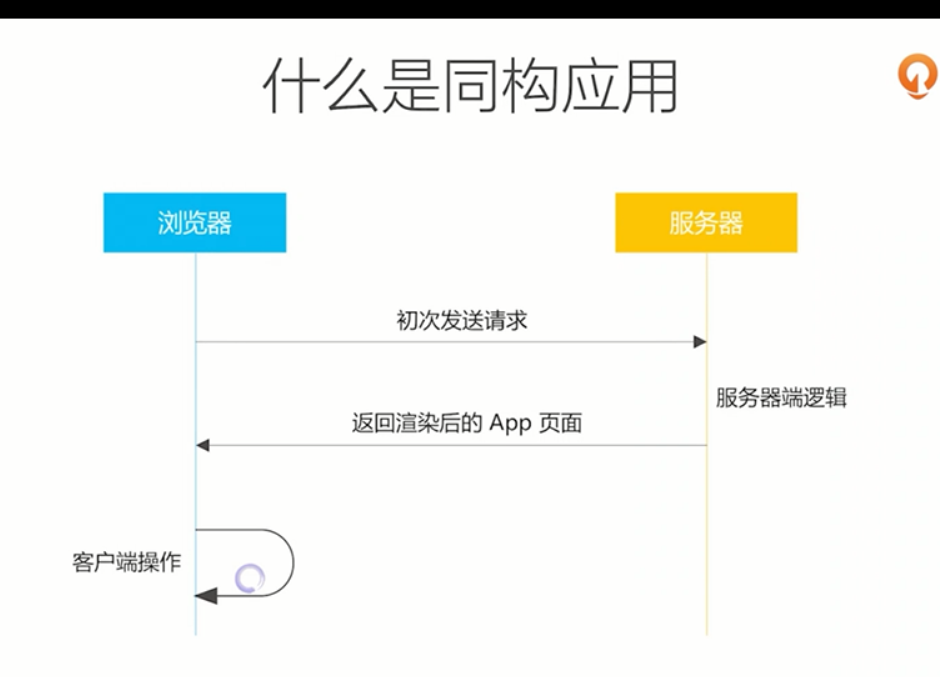 什么是同构应用
浏览器
服务器
初次发送请求
服务器端逻辑
返回渲染后的 App 页面
客户端操作